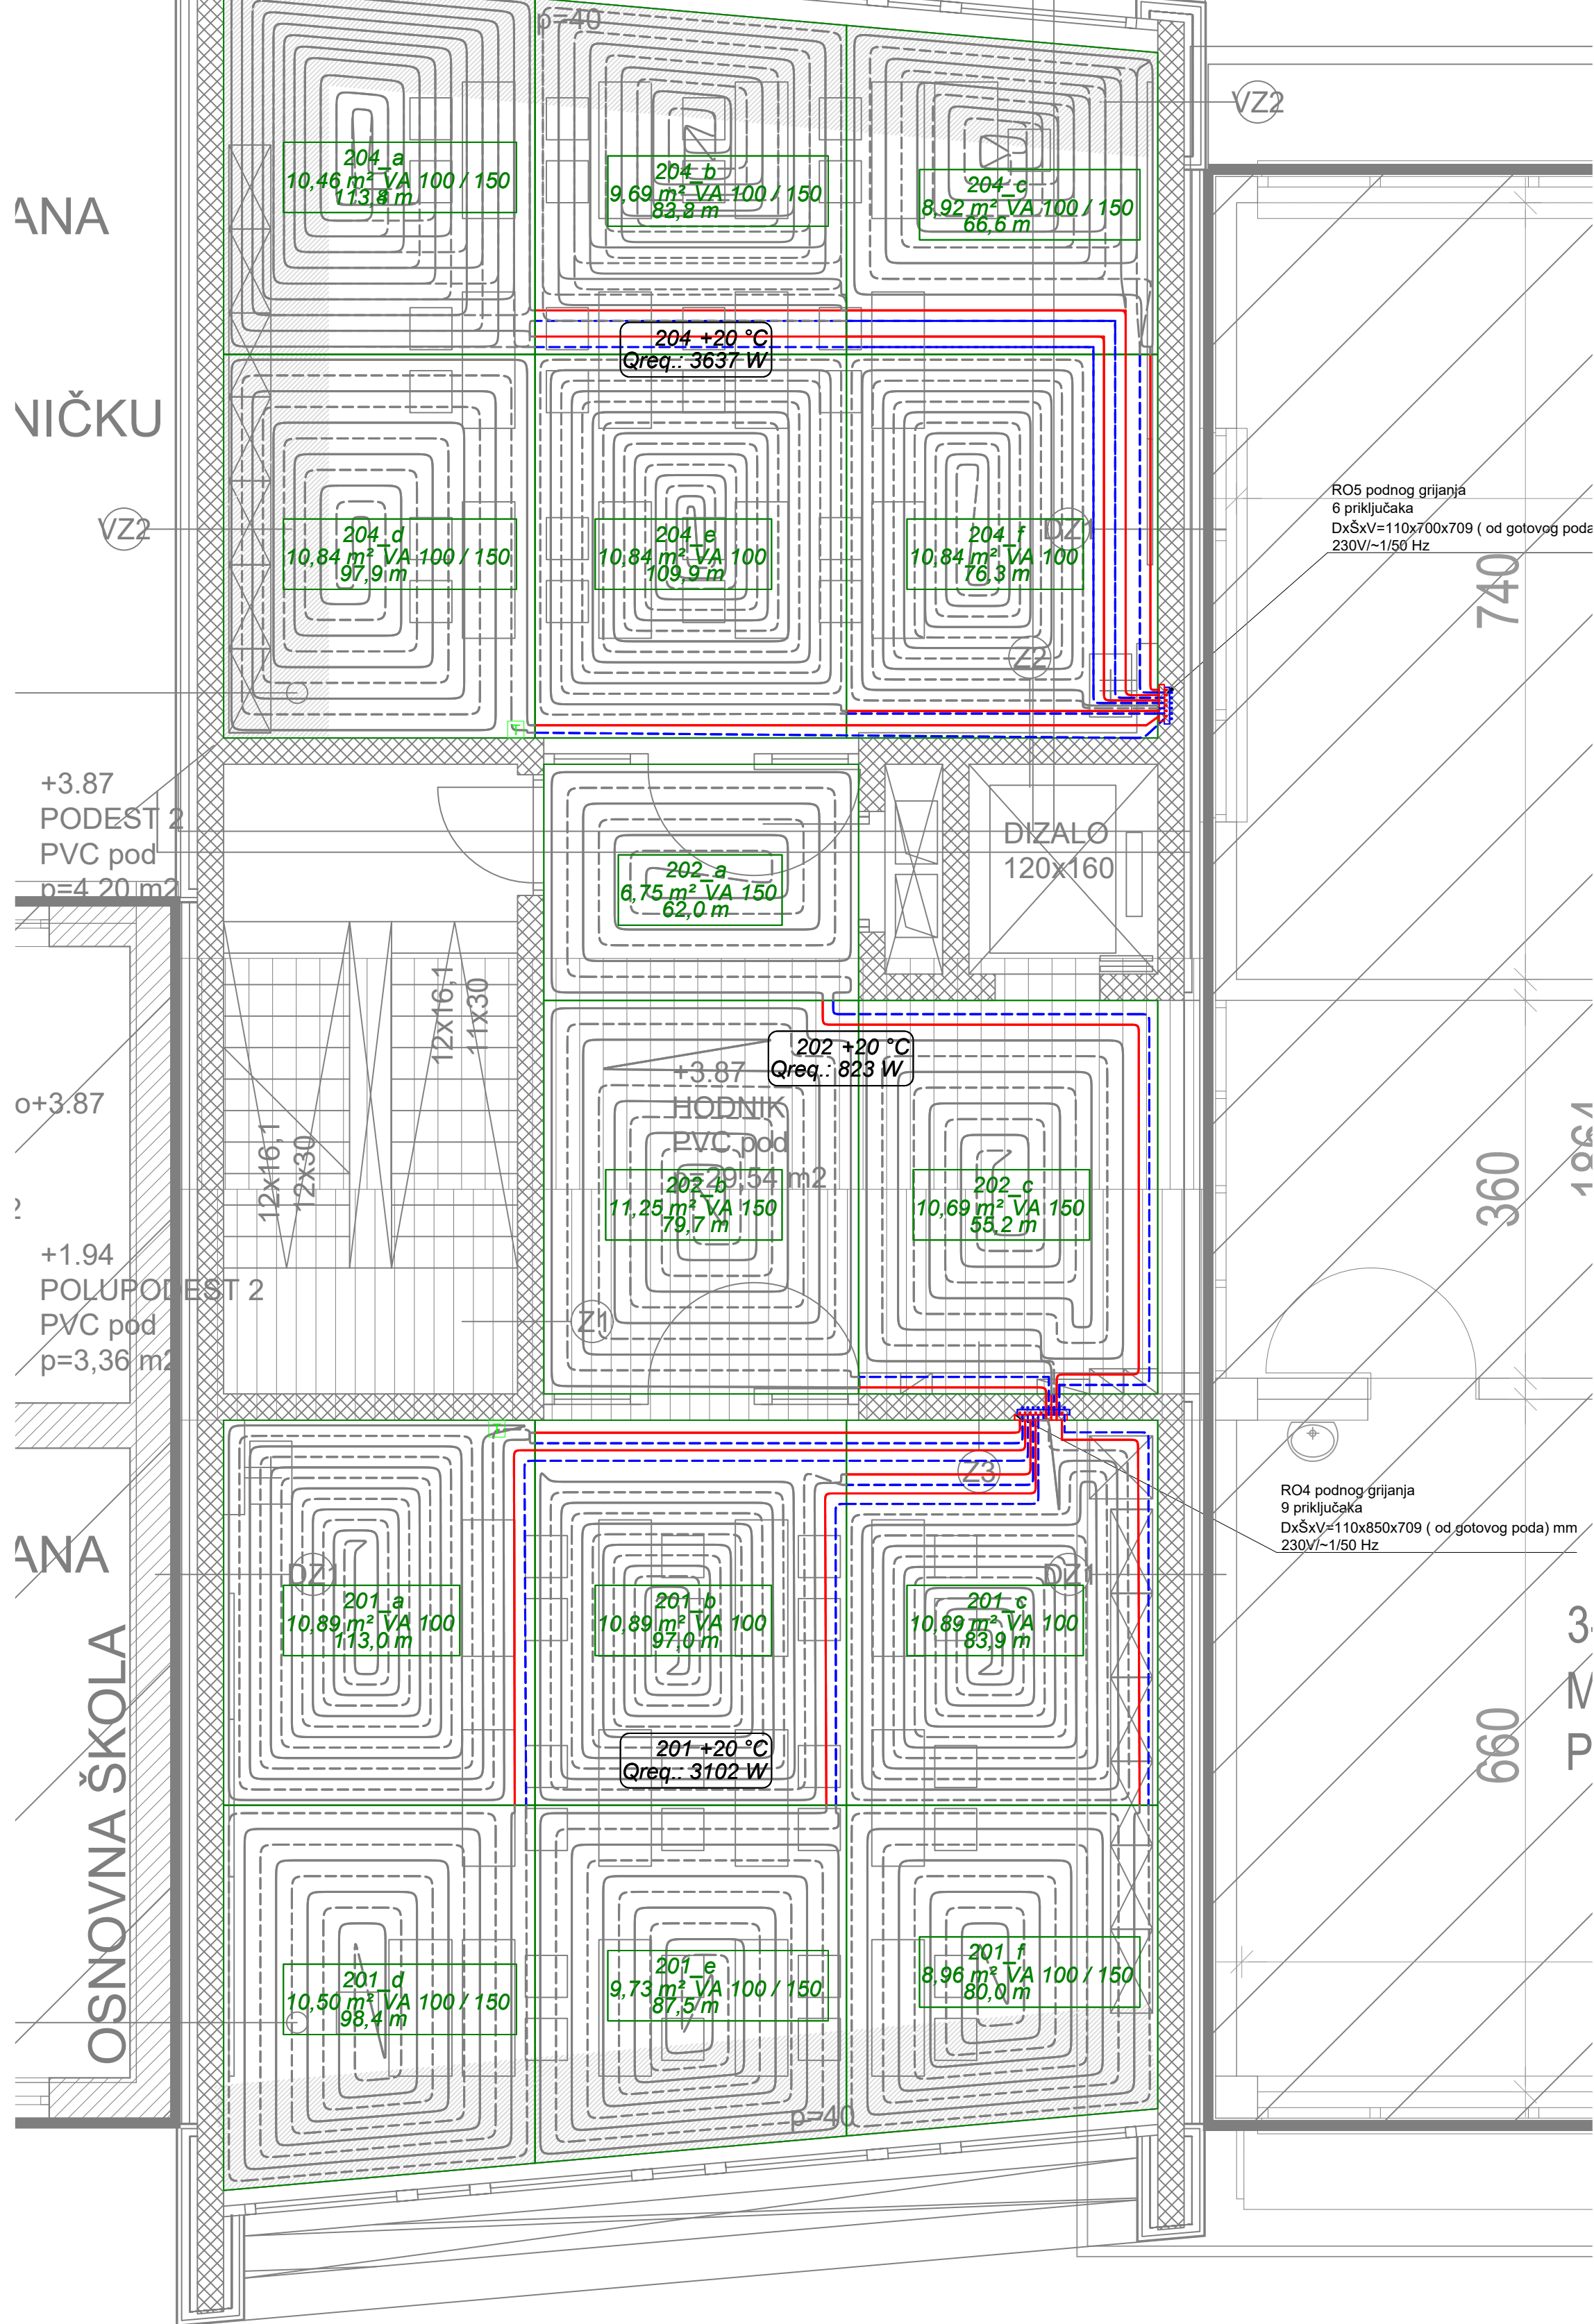 p=40
VZ2
204_a
10,46 m² VA 100 / 150
204_b
9,69 m² VA 100 / 150
82,2 m
204_c
8,92 m² VA 100 / 150
66,6 m
ANA
204 +20 °C
Qreq.: 3637 W
NIČKU
VZ2
204_d
10,84 m² VA 100 / 150
97,9 m
204_e
10,84 m² VA 100
109,9 m
204_f
10,84 m² VA 100
76,3 m
DZ1
Z2
RO5 podnog grijanja
6 priključaka
DxŠxV=110x700x709 ( od gotovog poda
230V/~1/50 Hz
740
+3.87
PODEST 2
PVC pod
p=4,20 m2
DIZALO
120x160
202_a
6,75 m² VA 150
62,0 m
12x16,1
11x30
202 +20 °C
Qreq.: 823 W
+3.87
HODNIK
PVC pod
p=29,54 m2
o+3.87
12x16,1
12x30
202_b
11,25 m² VA 150
79,7 m
202_c
10,69 m² VA 150
55,2 m
360
1864
+1.94
POLUPODEST 2
PVC pod
p=3,36 m2
Z1
Z3
RO4 podnog grijanja
9 priključaka
DxŠxV=110x850x709 ( od gotovog poda) mm
230V/~1/50 Hz
ANA
DZ1
201_a
10,89 m² VA 100
113,0 m
201_b
10,89 m² VA 100
97,0 m
DZ1
201_c
10,89 m² VA 100
83,9 m
OSNOVNA ŠKOLA
201 +20 °C
Qreq.: 3102 W
660
3
M
P
201_d
10,50 m² VA 100 / 150
98,4 m
201_e
9,73 m² VA 100 / 150
87,5 m
201_f
8,96 m² VA 100 / 150
80,0 m
p=40